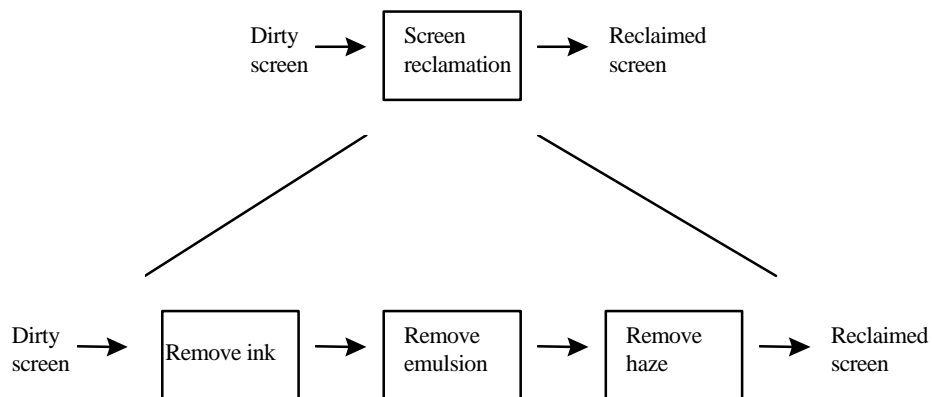 Dirty
screen
Screen
reclamation
Reclaimed
screen
Dirty
screen
Remove ink
Remove
emulsion
Remove
haze
Reclaimed
screen